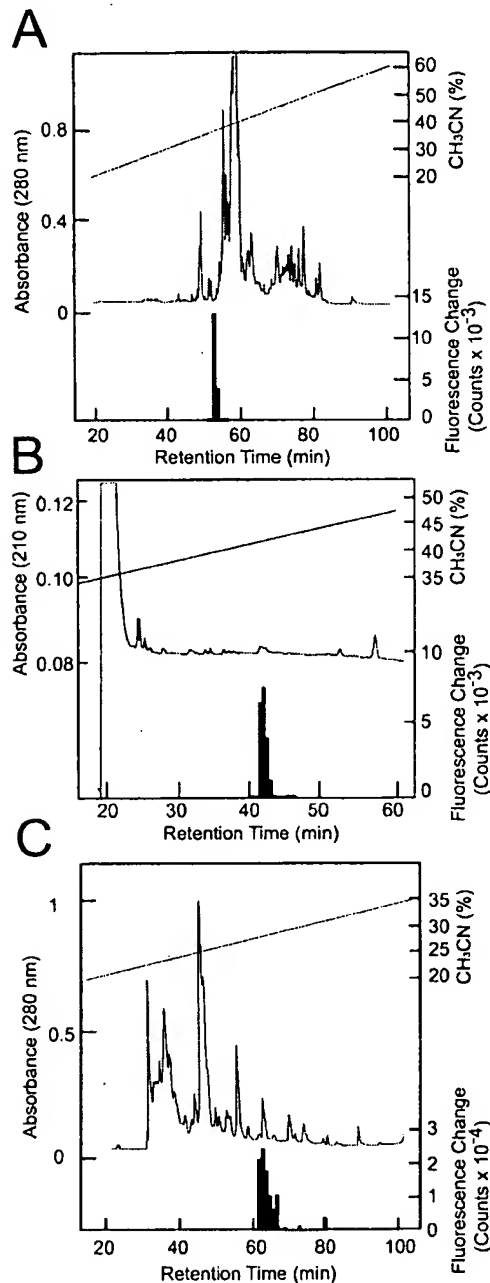 A
Absorbance (280 nm)
0.8
0.4
0
60
50
40
30
20
CH₃CN (%)
15
10
5
0
Fluorescence Change
(Counts x 10⁻³)
20
40
60
80
100
Retention Time (min)
B
Absorbance (210 nm)
0.12
0.10
0.08
50
45
40
35
CH₃CN (%)
10
5
0
Fluorescence Change
(Counts x 10⁻³)
20
30
40
50
60
Retention Time (min)
C
Absorbance (280 nm)
1
0.5
0
35
30
25
20
CH₃CN (%)
3
2
1
0
Fluorescence Change
(Counts x 10⁻⁴)
20
40
60
80
100
Retention Time (min)